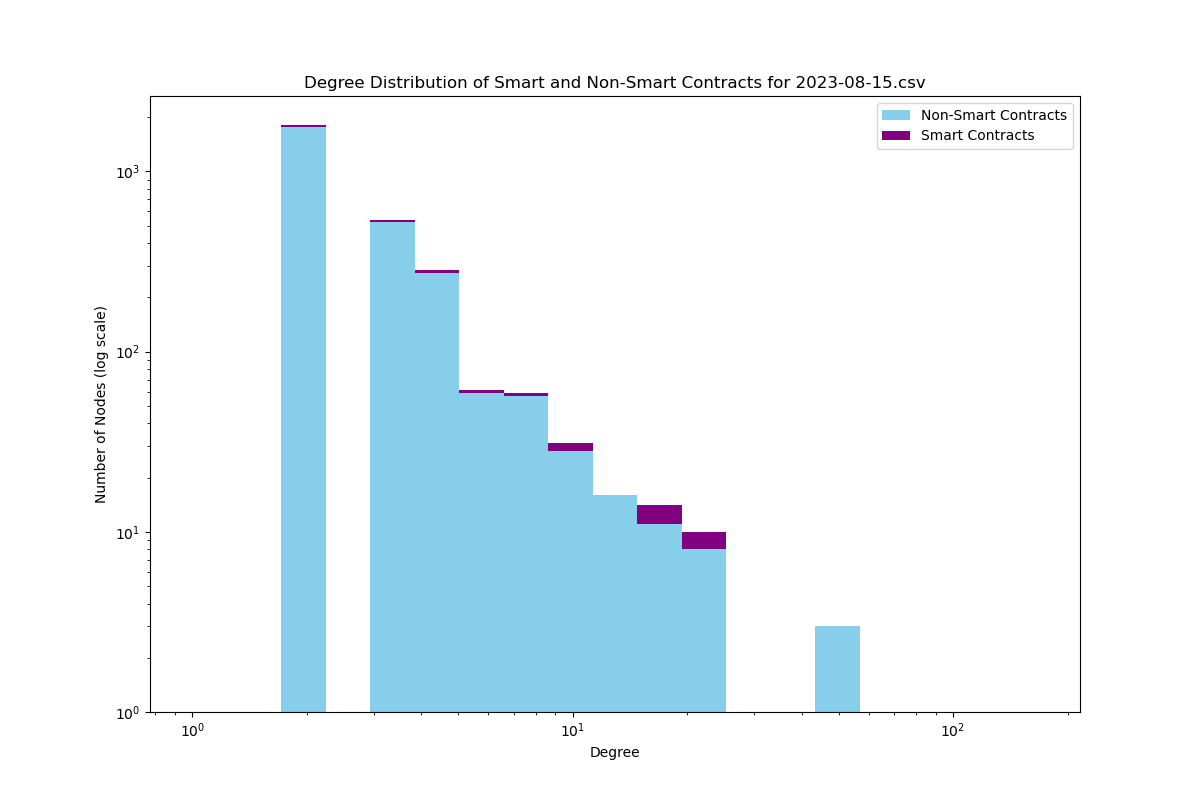 Degree Distribution of Smart and Non-Smart Contracts for 2023-08-15.csv
Non-Smart Contracts
Smart Contracts
Number of Nodes (log scale)
10³
10²
10¹
10⁰
10⁰ 10¹ 10²
Degree